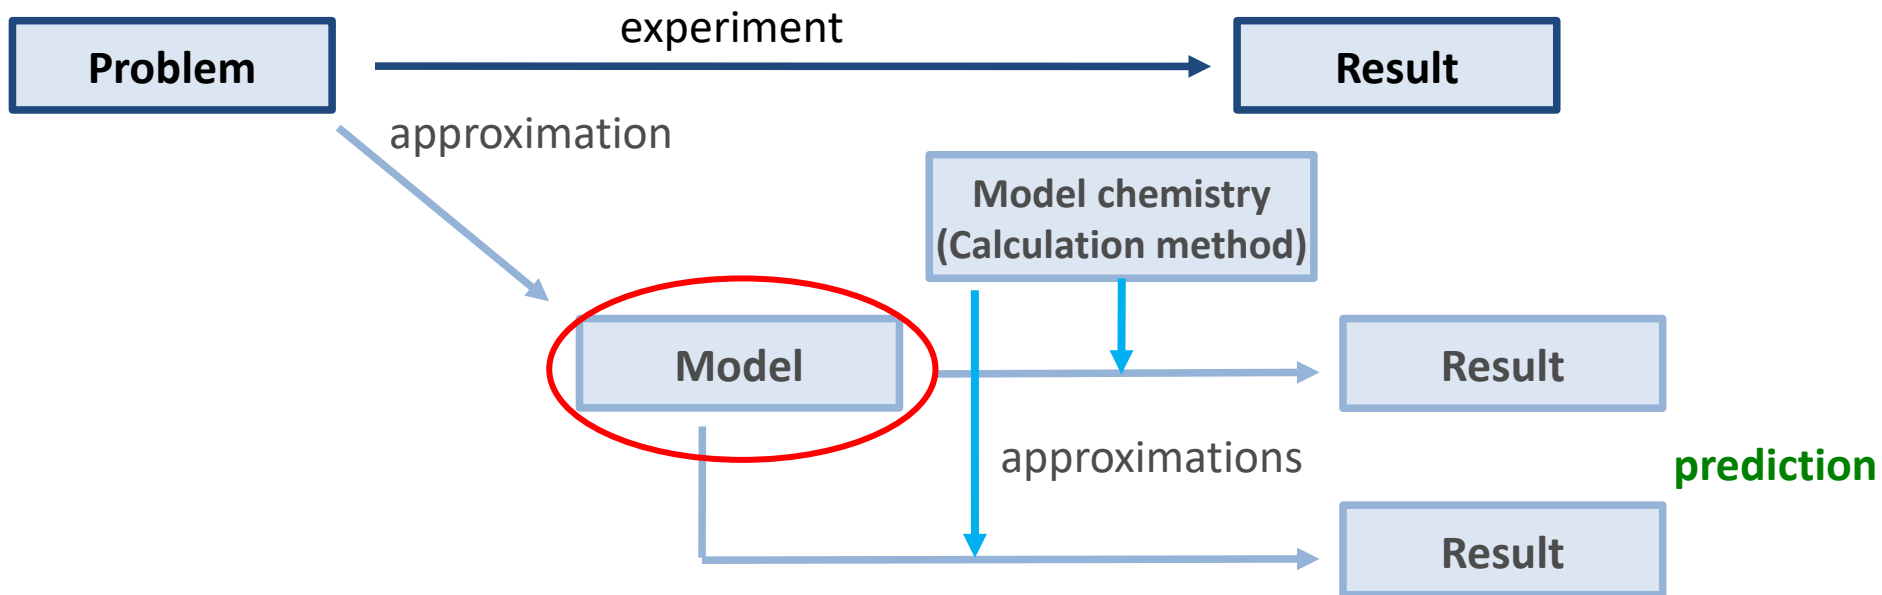 experiment
Problem
Result
approximation
Model chemistry
(Calculation method)
Model
Result
approximations
prediction
Result